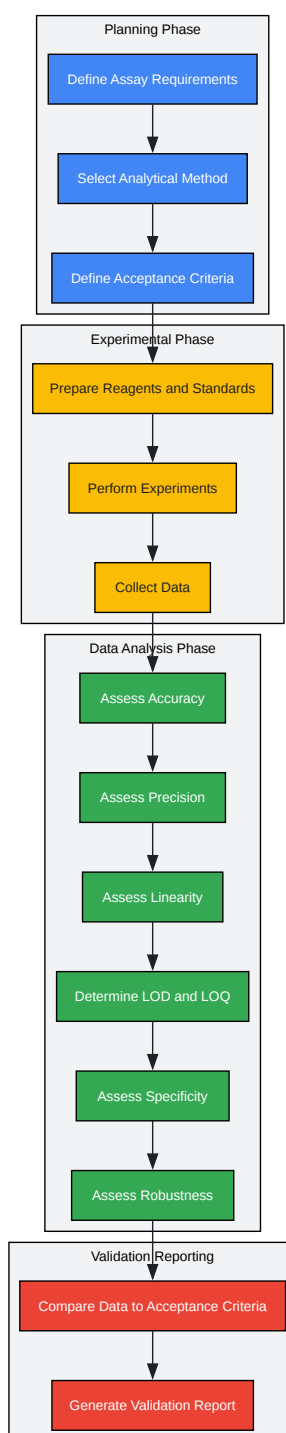 Planning Phase
Define Assay Requirements
Select Analytical Method
Define Acceptance Criteria
Experimental Phase
Prepare Reagents and Standards
Perform Experiments
Collect Data
Data Analysis Phase
Assess Accuracy
Assess Precision
Assess Linearity
Determine LOD and LOQ
Assess Specificity
Assess Robustness
Validation Reporting
Compare Data to Acceptance Criteria
Generate Validation Report